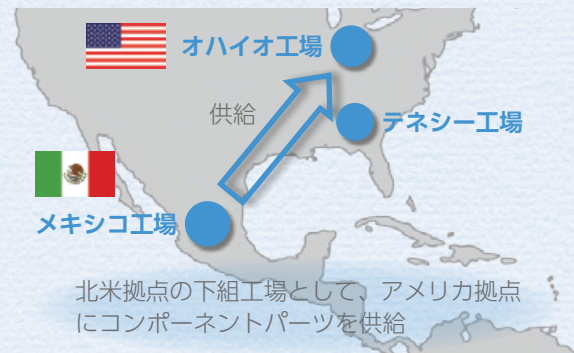 オハイオ工場
供給
テネシー工場
メキシコ工場
北米拠点の下組工場として、アメリカ拠点
にコンポーネントパーツを供給